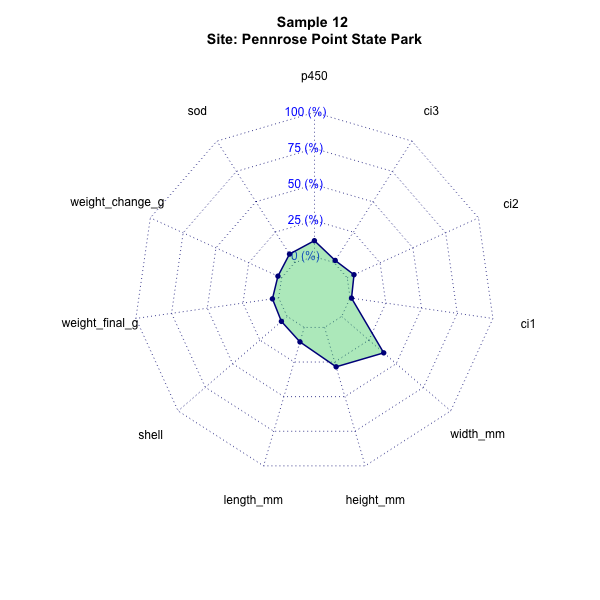 Sample 12
Site: Pennrose Point State Park
p450
sod
ci3
100 (%)
75 (%)
50 (%)
25 (%)
0 (%)
weight_change_g
ci2
weight_final_g
ci1
shell
width_mm
length_mm
height_mm